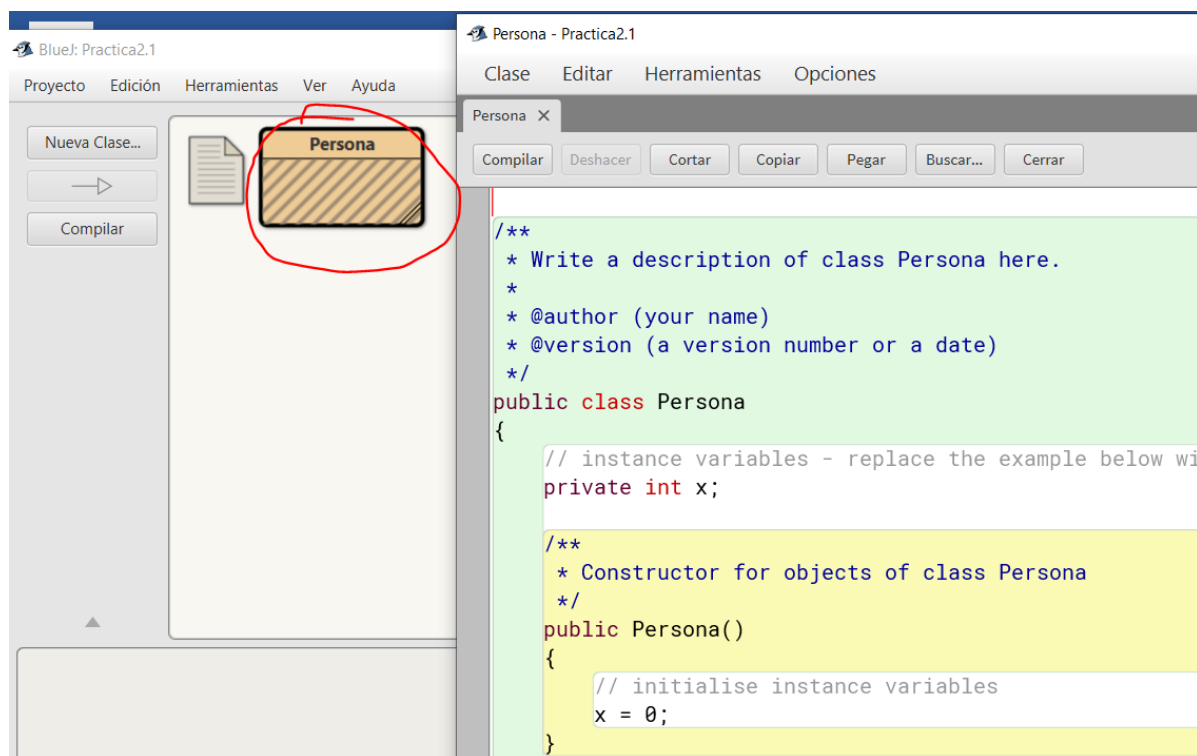 BlueJ: Practica2.1
Proyecto Edición Herramientas Ver Ayuda
Nueva Clase...
Compilar
Persona
Persona - Practica2.1
Clase Editar Herramientas Opciones
Persona X
Compilar Deshacer Cortar Copiar Pegar Buscar... Cerrar
/**
* Write a description of class Persona here.
*
* @author (your name)
* @version (a version number or a date)
*/
public class Persona
{
// instance variables - replace the example below wi
private int x;
/**
* Constructor for objects of class Persona
*/
public Persona()
{
// initialise instance variables
x = 0;
}